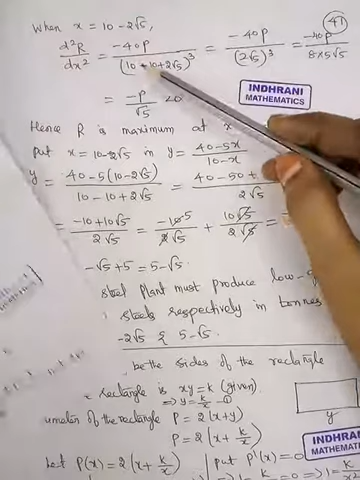 41
When x = 10 - 2√5
d²R/dx² = -40P/(10 - 10 + 2√5)³ = -40P/(2√5)³ = -40P/8×5√5
= -P/√5 < 0
INDHRANI
MATHEMATICS
Hence R is maximum at x
Put x = 10 - 2√5 in y = 40 - 5x/10 - x
y = 40 - 5(10 - 2√5)/10 - 10 + 2√5 = 40 - 50 +/2√5
= -10 + 10√5/2√5 = -10 5/2√5 + 10√5/2√5 =
-√5 + 5 = 5 - √5.
Steel Plant must produce low-
Steels respectively in tonnes
-2√5 & 5 - √5.
be the sides of the rectangle
rectangle is xy = k (given)
⇒ y = k/x -①
y
of the rectangle P = 2(x + y)
P = 2(x + k/x)
x
INDHRANI
MATHEMATICS
P(x) = 2(x + k/x) | Put P'(x) = 0